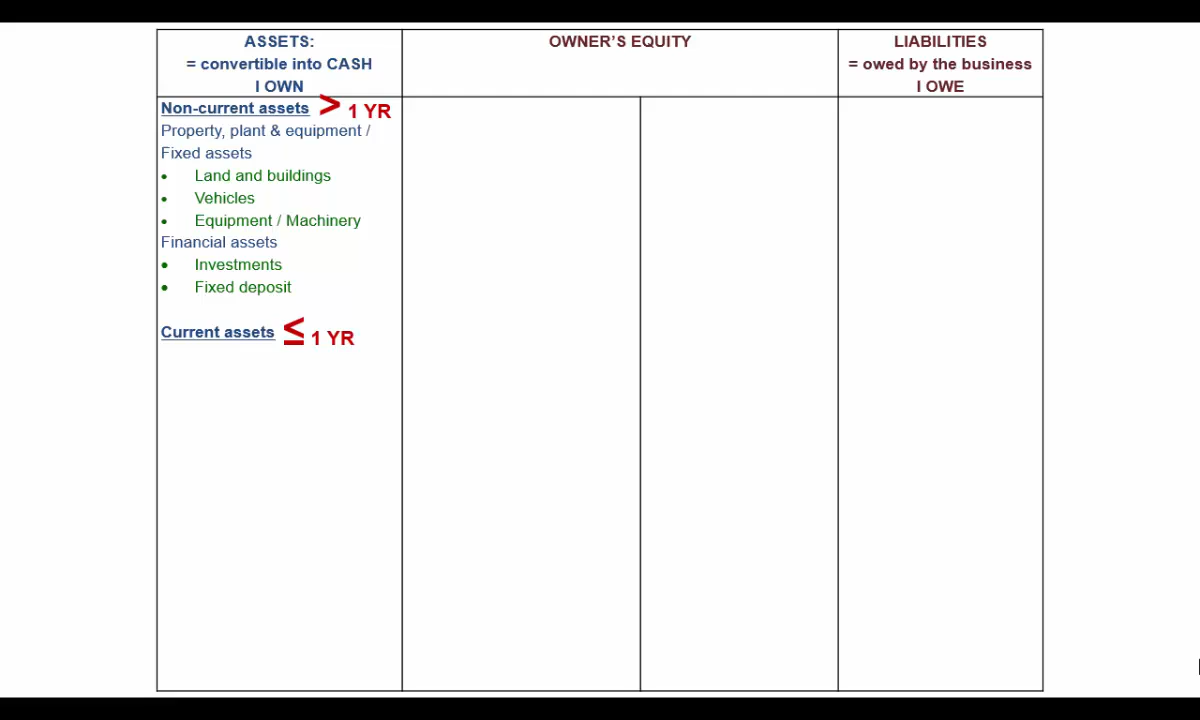 ASSETS:
= convertible into CASH
I OWN
OWNER'S EQUITY
LIABILITIES
= owed by the business
I OWE
Non-current assets > 1 YR
Property, plant & equipment /
Fixed assets
• Land and buildings
• Vehicles
• Equipment / Machinery
Financial assets
• Investments
• Fixed deposit
Current assets ≤ 1 YR